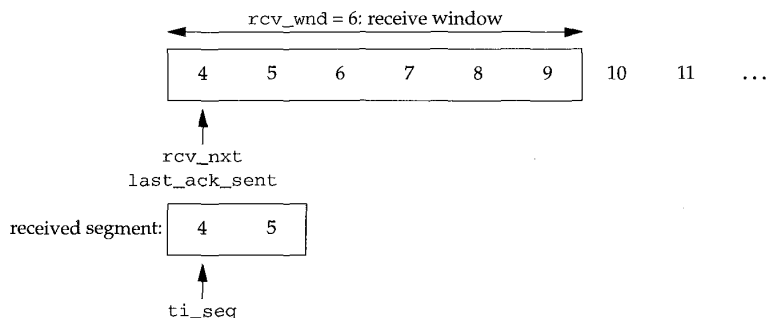 rcv_wnd = 6: receive window
4 5 6 7 8 9 10 11 ...
rcv_nxt
last_ack_sent
received segment: 4 5
ti_seq